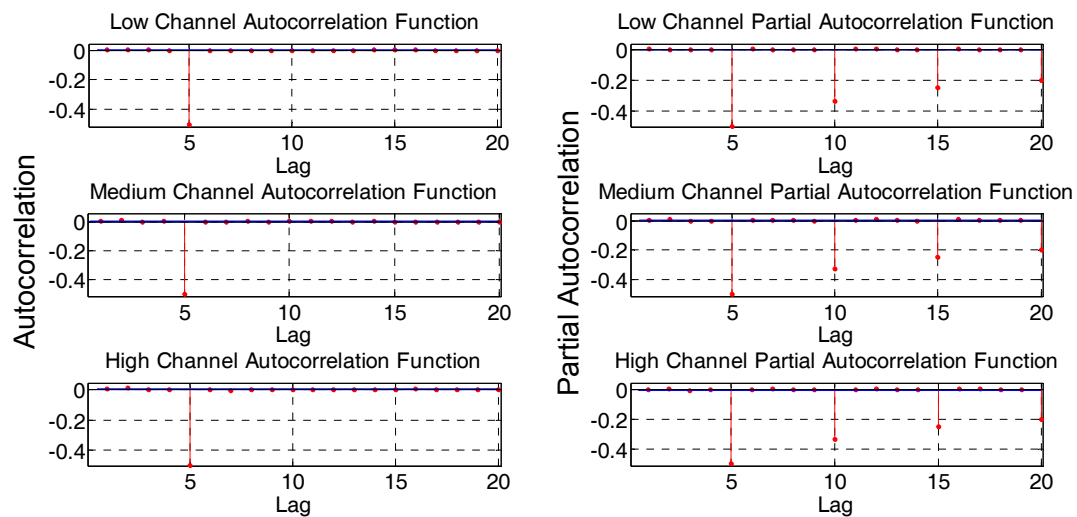 Autocorrelation
Low Channel Autocorrelation Function
0
-0.2
-0.4
5 10 15 20
Lag
Medium Channel Autocorrelation Function
0
-0.2
-0.4
5 10 15 20
Lag
High Channel Autocorrelation Function
0
-0.2
-0.4
5 10 15 20
Lag
Partial Autocorrelation
Low Channel Partial Autocorrelation Function
0
-0.2
-0.4
5 10 15 20
Lag
Medium Channel Partial Autocorrelation Function
0
-0.2
-0.4
5 10 15 20
Lag
High Channel Partial Autocorrelation Function
0
-0.2
-0.4
5 10 15 20
Lag